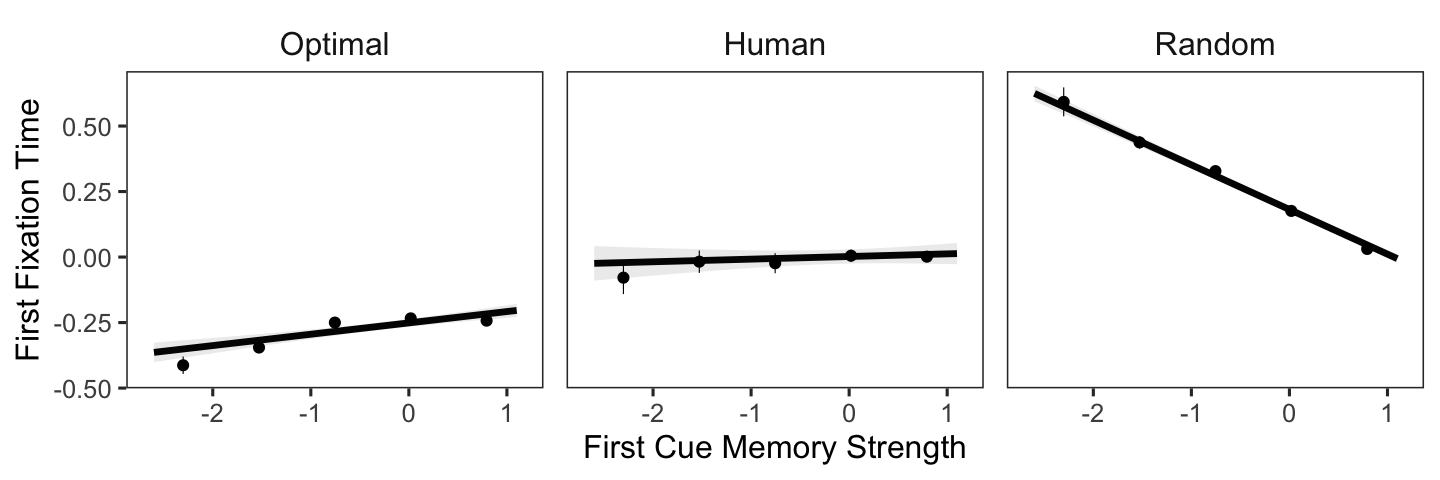 Optimal Human Random
First Fixation Time
0.50
0.25
0.00
-0.25
-0.50
-2 -1 0 1 -2 -1 0 1 -2 -1 0 1
First Cue Memory Strength